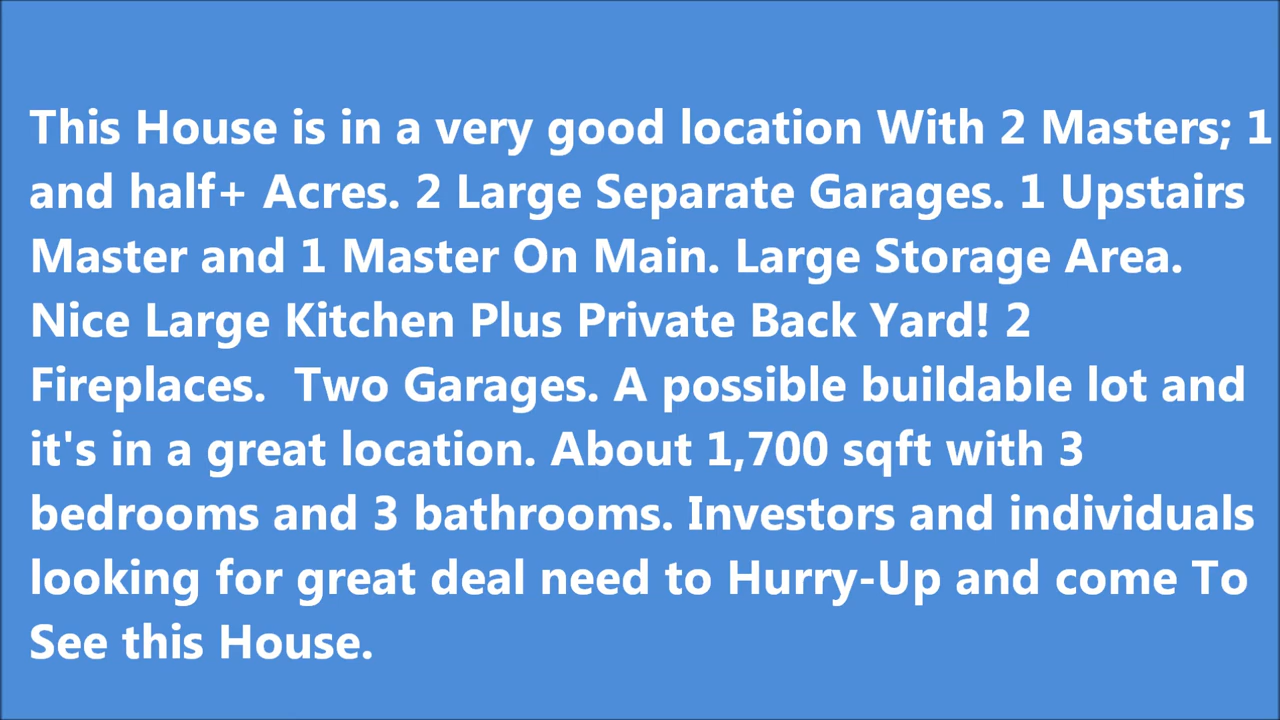 This House is in a very good location With 2 Masters; 1
and half+ Acres. 2 Large Separate Garages. 1 Upstairs
Master and 1 Master On Main. Large Storage Area.
Nice Large Kitchen Plus Private Back Yard! 2
Fireplaces.  Two Garages. A possible buildable lot and
it's in a great location. About 1,700 sqft with 3
bedrooms and 3 bathrooms. Investors and individuals
looking for great deal need to Hurry-Up and come To
See this House.